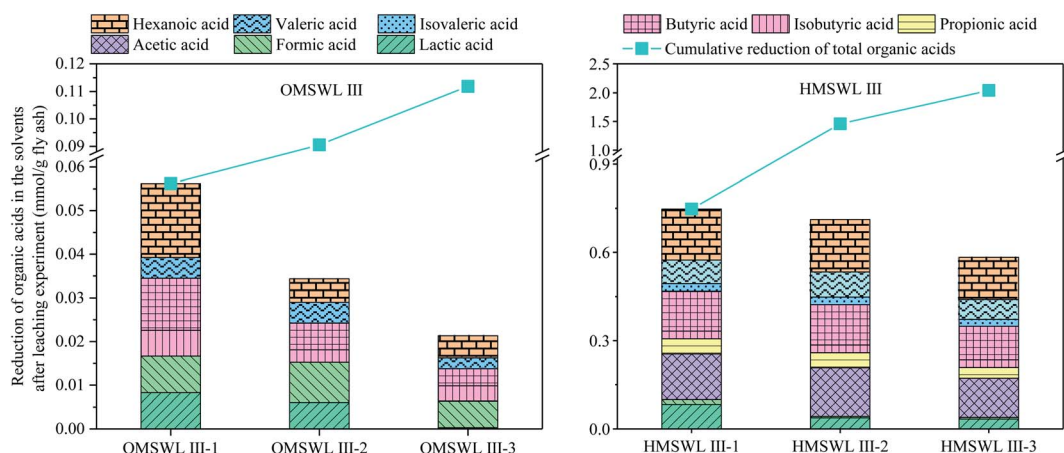 Hexanoic acid Valeric acid Isovaleric acid
Acetic acid Formic acid Lactic acid
Butyric acid Isobutyric acid Propionic acid
Cumulative reduction of total organic acids
Reduction of organic acids in the solvents
after leaching experiment (mmol/g fly ash)
OMSWL III
0.12
0.11
0.10
0.09
0.06
0.05
0.04
0.03
0.02
0.01
0.00
OMSWL III-1 OMSWL III-2 OMSWL III-3
HMSWL III
2.5
2.0
1.5
1.0
0.9
0.6
0.3
0.0
HMSWL III-1 HMSWL III-2 HMSWL III-3